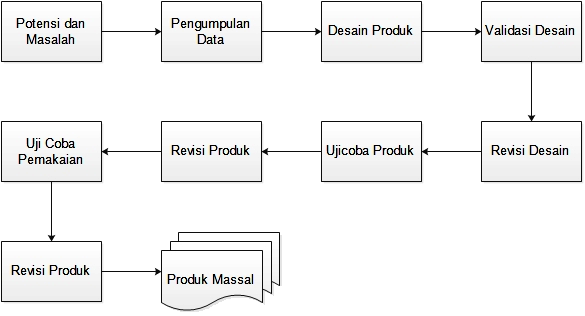 Potensi dan
Masalah
Pengumpulan
Data
Desain Produk
Validasi Desain
Revisi Desain
Ujicoba Produk
Revisi Produk
Uji Coba
Pemakaian
Revisi Produk
Produk Massal